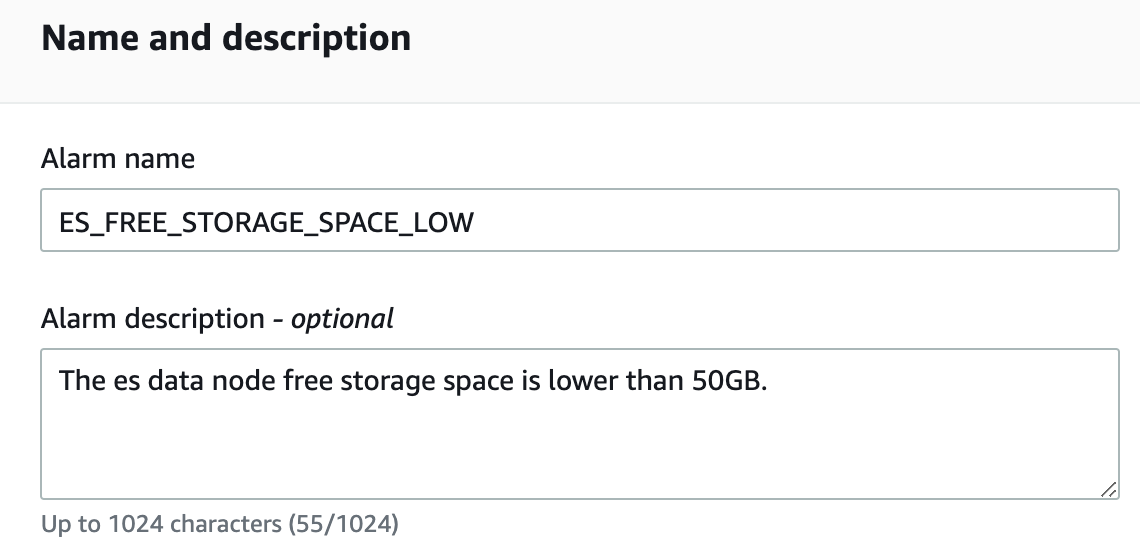 Name and description
Alarm name
ES_FREE_STORAGE_SPACE_LOW
Alarm description - optional
The es data node free storage space is lower than 50GB.
Up to 1024 characters (55/1024)